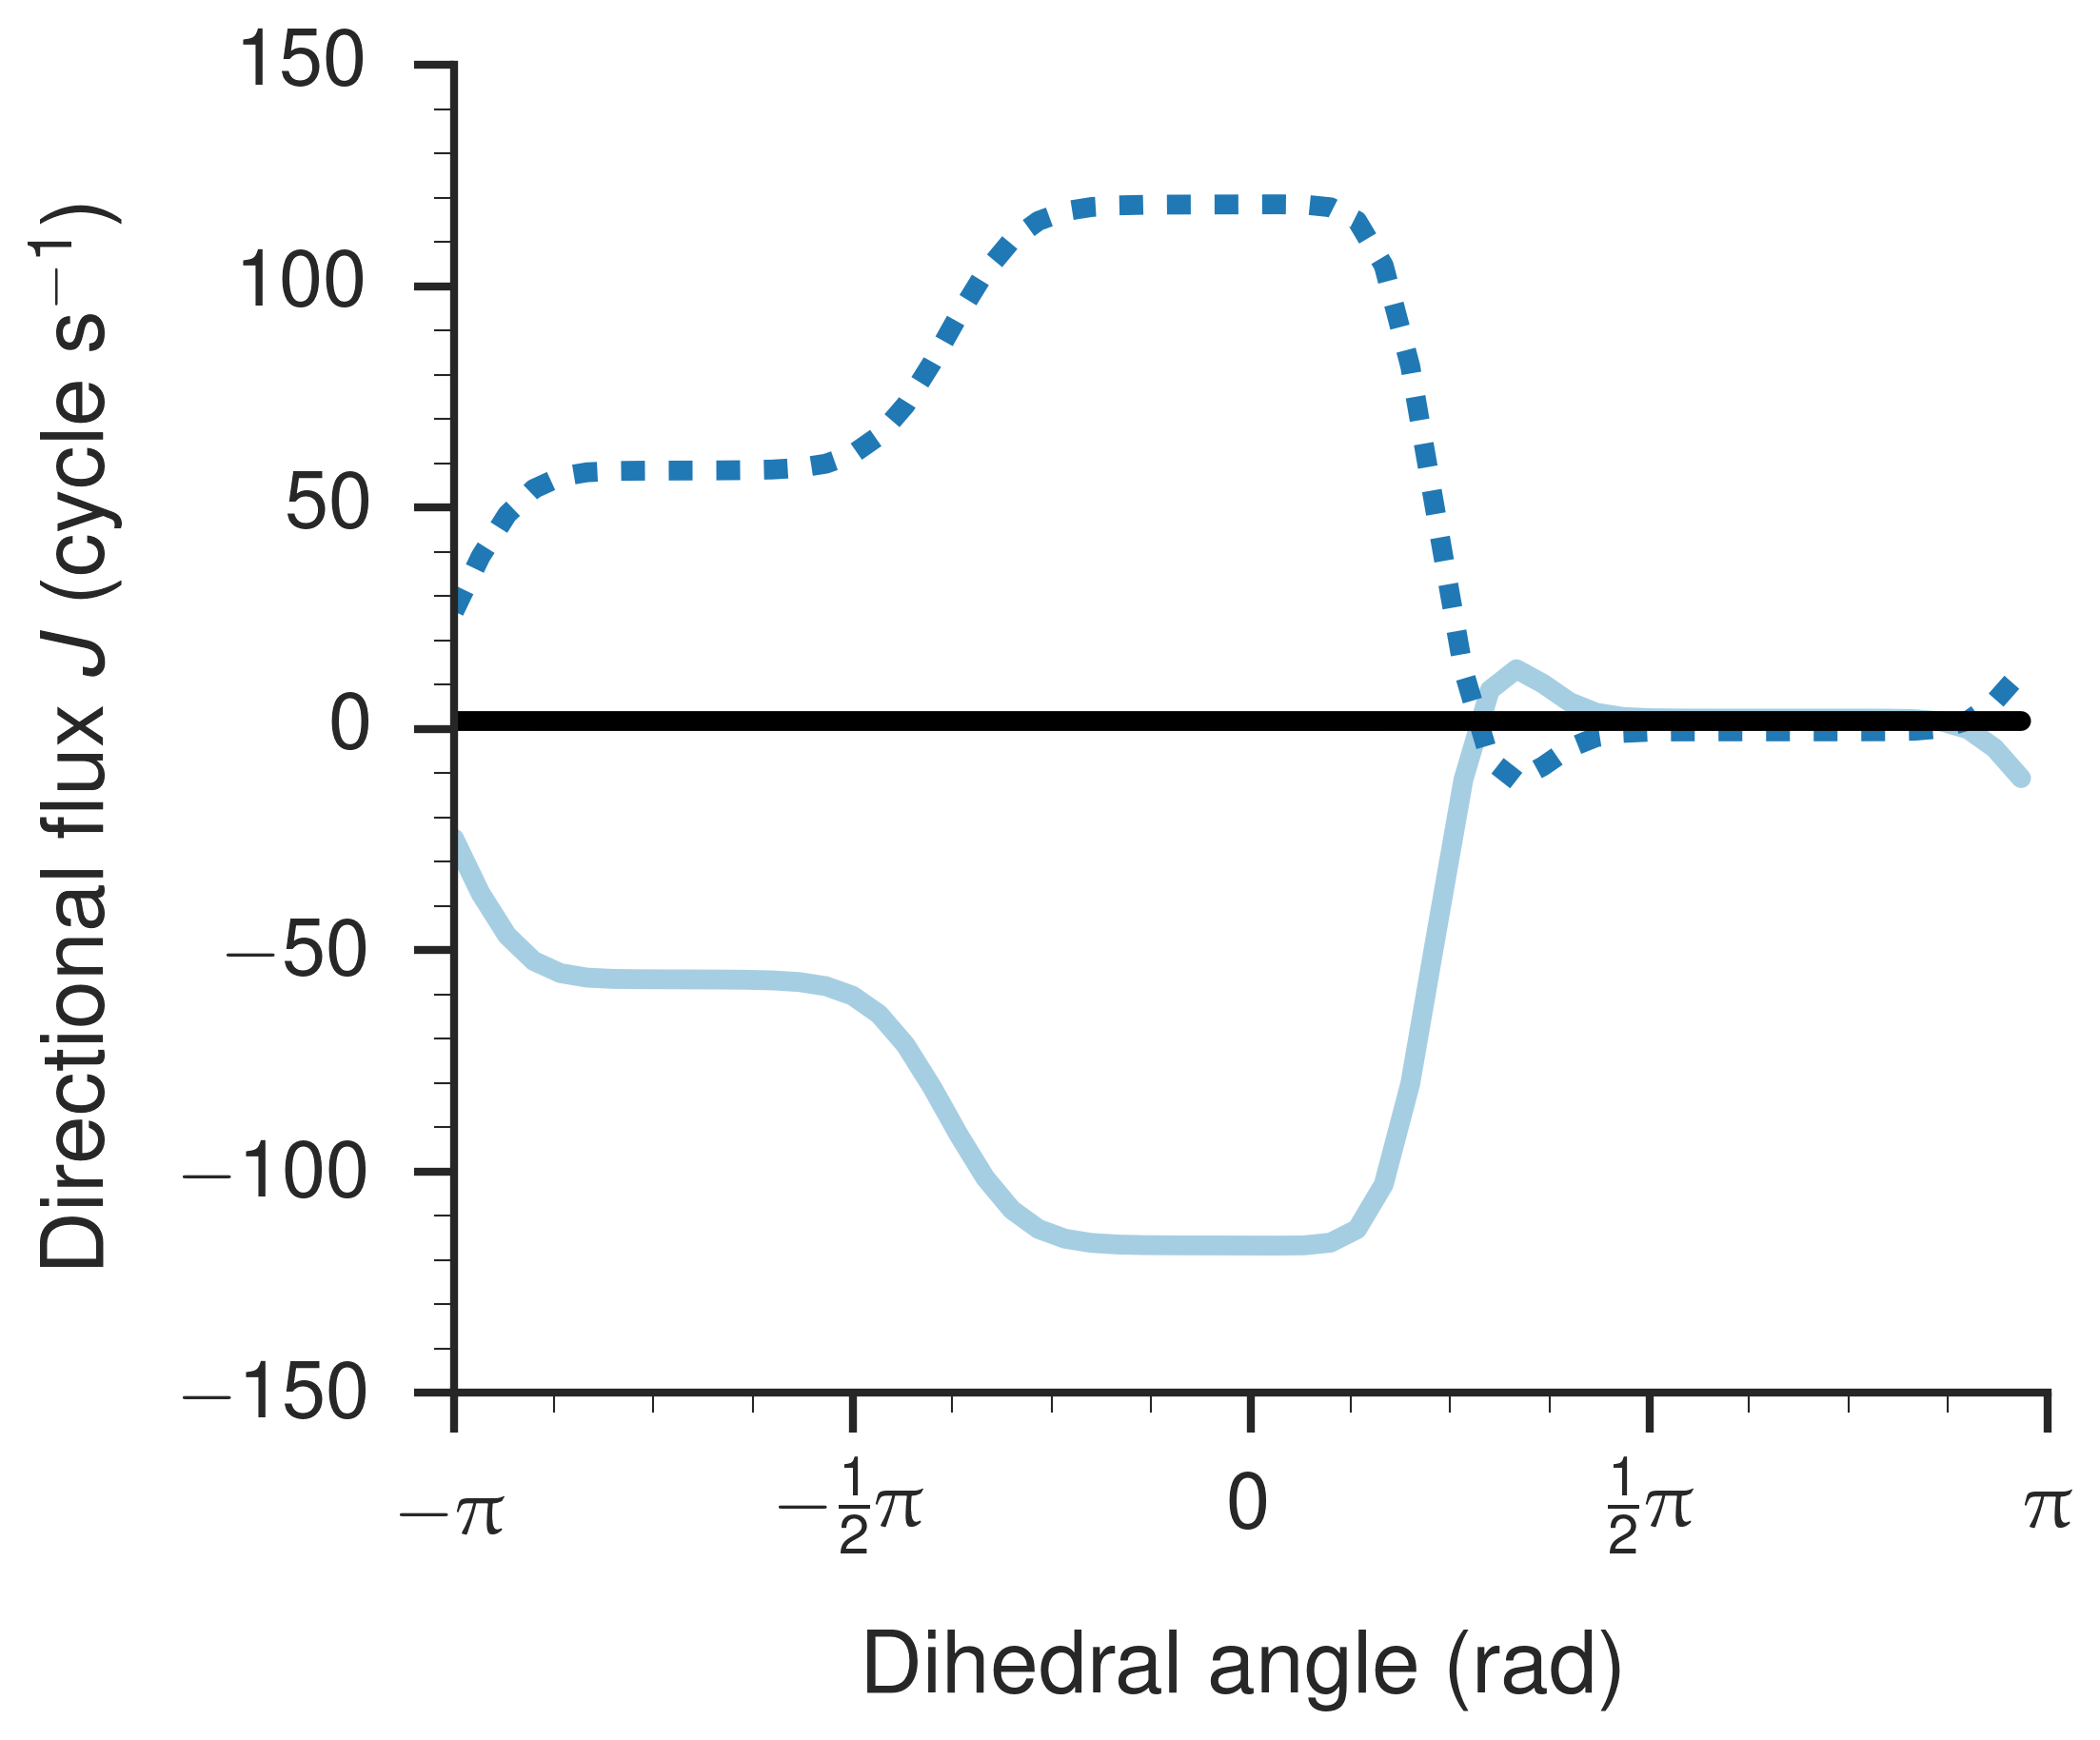 Directional flux J (cycle s⁻¹)
150
100
50
0
−50
−100
−150
−π
−½π
0
½π
π
Dihedral angle (rad)